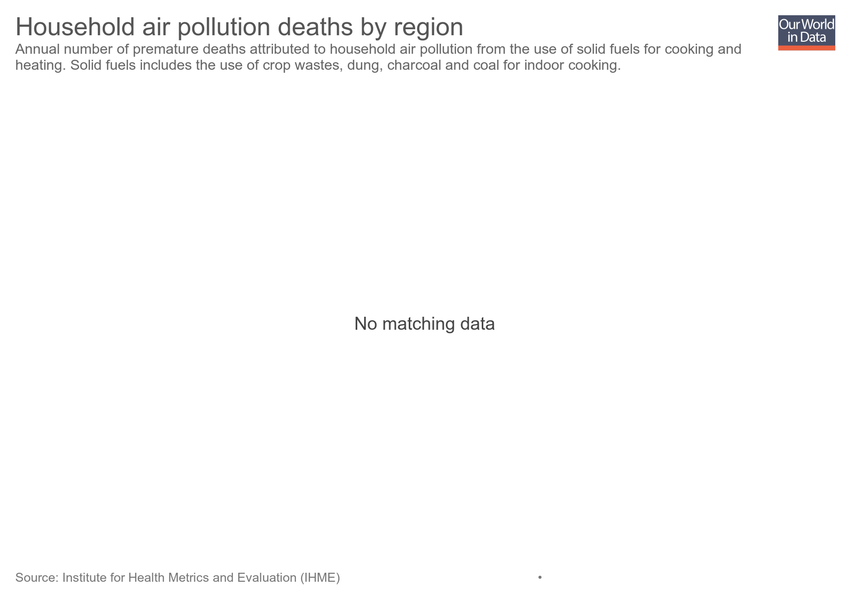 Household air pollution deaths by region
Our World
in Data
Annual number of premature deaths attributed to household air pollution from the use of solid fuels for cooking and
heating. Solid fuels includes the use of crop wastes, dung, charcoal and coal for indoor cooking.
No matching data
Source: Institute for Health Metrics and Evaluation (IHME) •